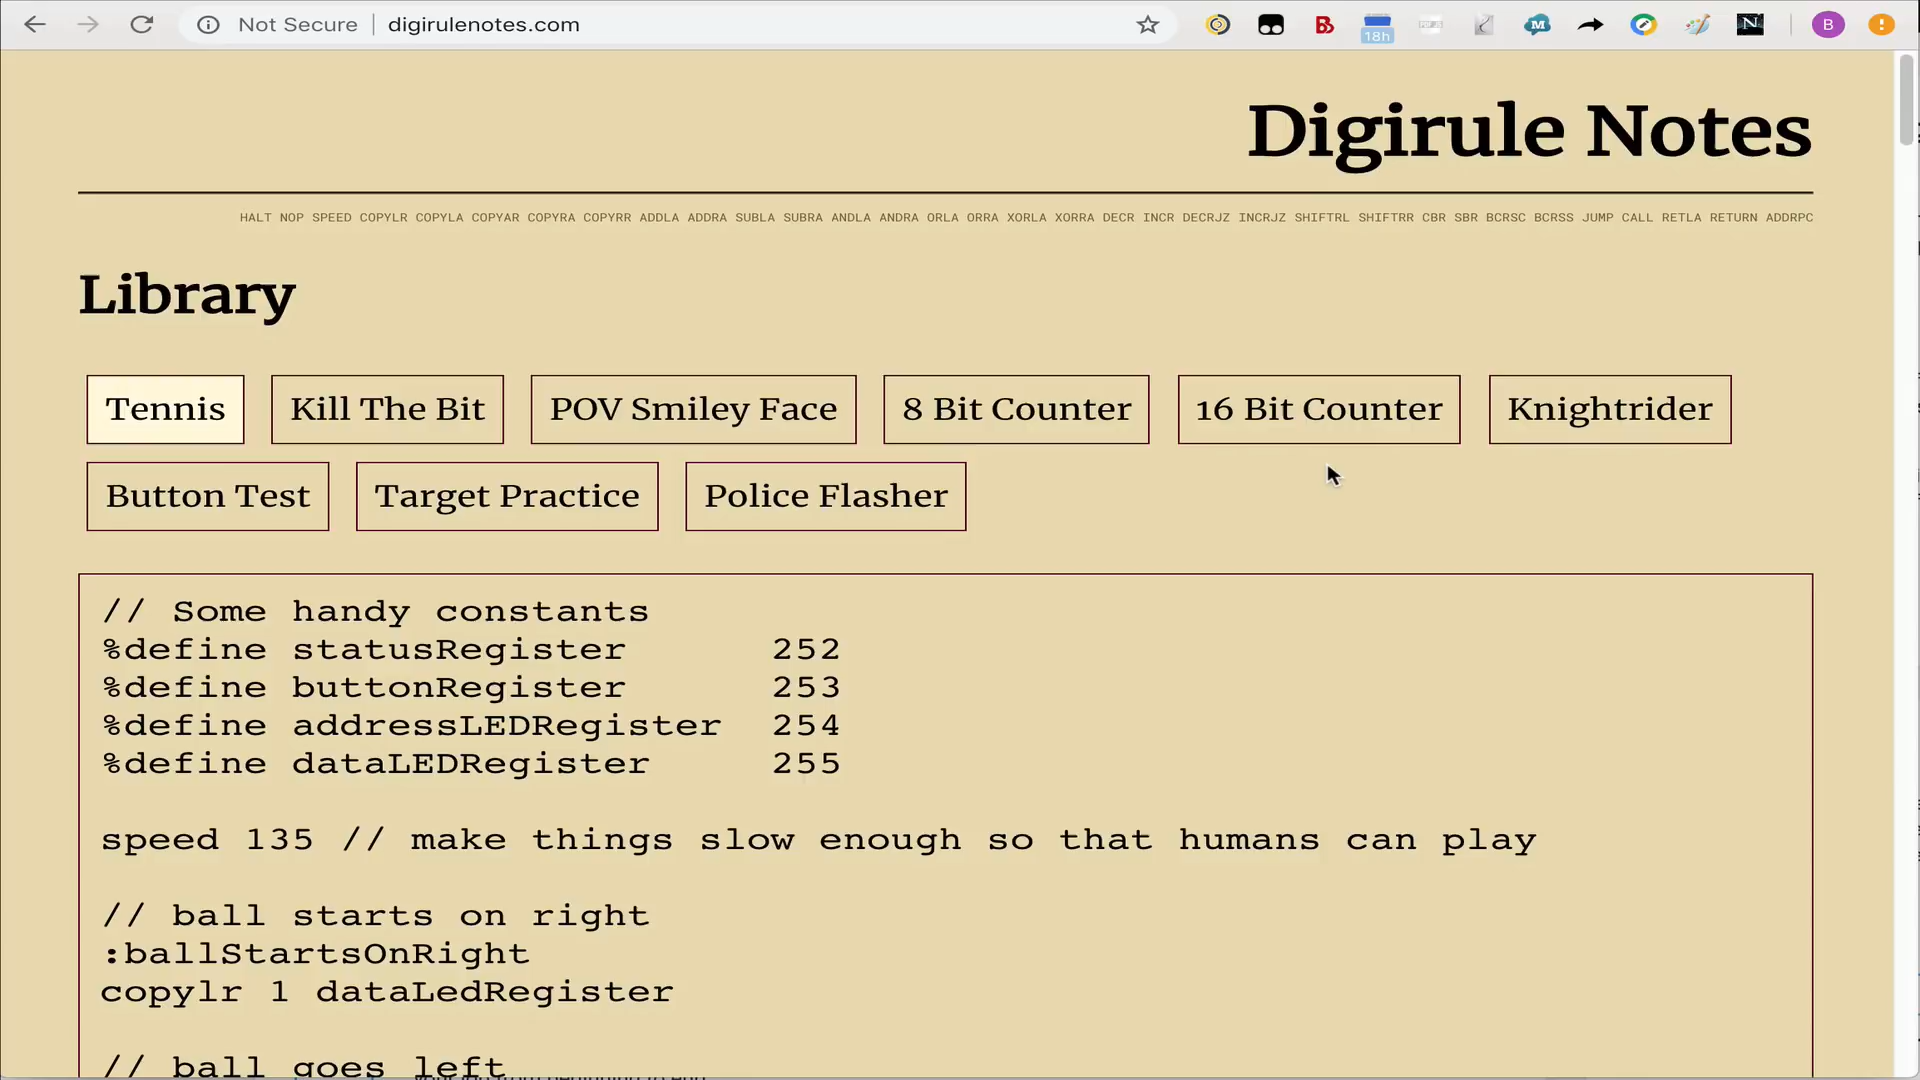 Not Secure digirulenotes.com
18h
M
N
B
Digirule Notes
HALT NOP SPEED COPYLR COPYLA COPYAR COPYRA COPYRR ADDLA ADDRA SUBLA SUBRA ANDLA ANDRA ORLA ORRA XORLA XORRA DECR INCR DECRJZ INCRJZ SHIFTRL SHIFTRR CBR SBR BCRSC BCRSS JUMP CALL RETLA RETURN ADDRPC
Library
Tennis Kill The Bit POV Smiley Face 8 Bit Counter 16 Bit Counter Knightrider
Button Test Target Practice Police Flasher
// Some handy constants
%define statusRegister 252
%define buttonRegister 253
%define addressLEDRegister 254
%define dataLEDRegister 255
speed 135 // make things slow enough so that humans can play
// ball starts on right
:ballStartsOnRight
copylr 1 dataLedRegister
// ball goes left